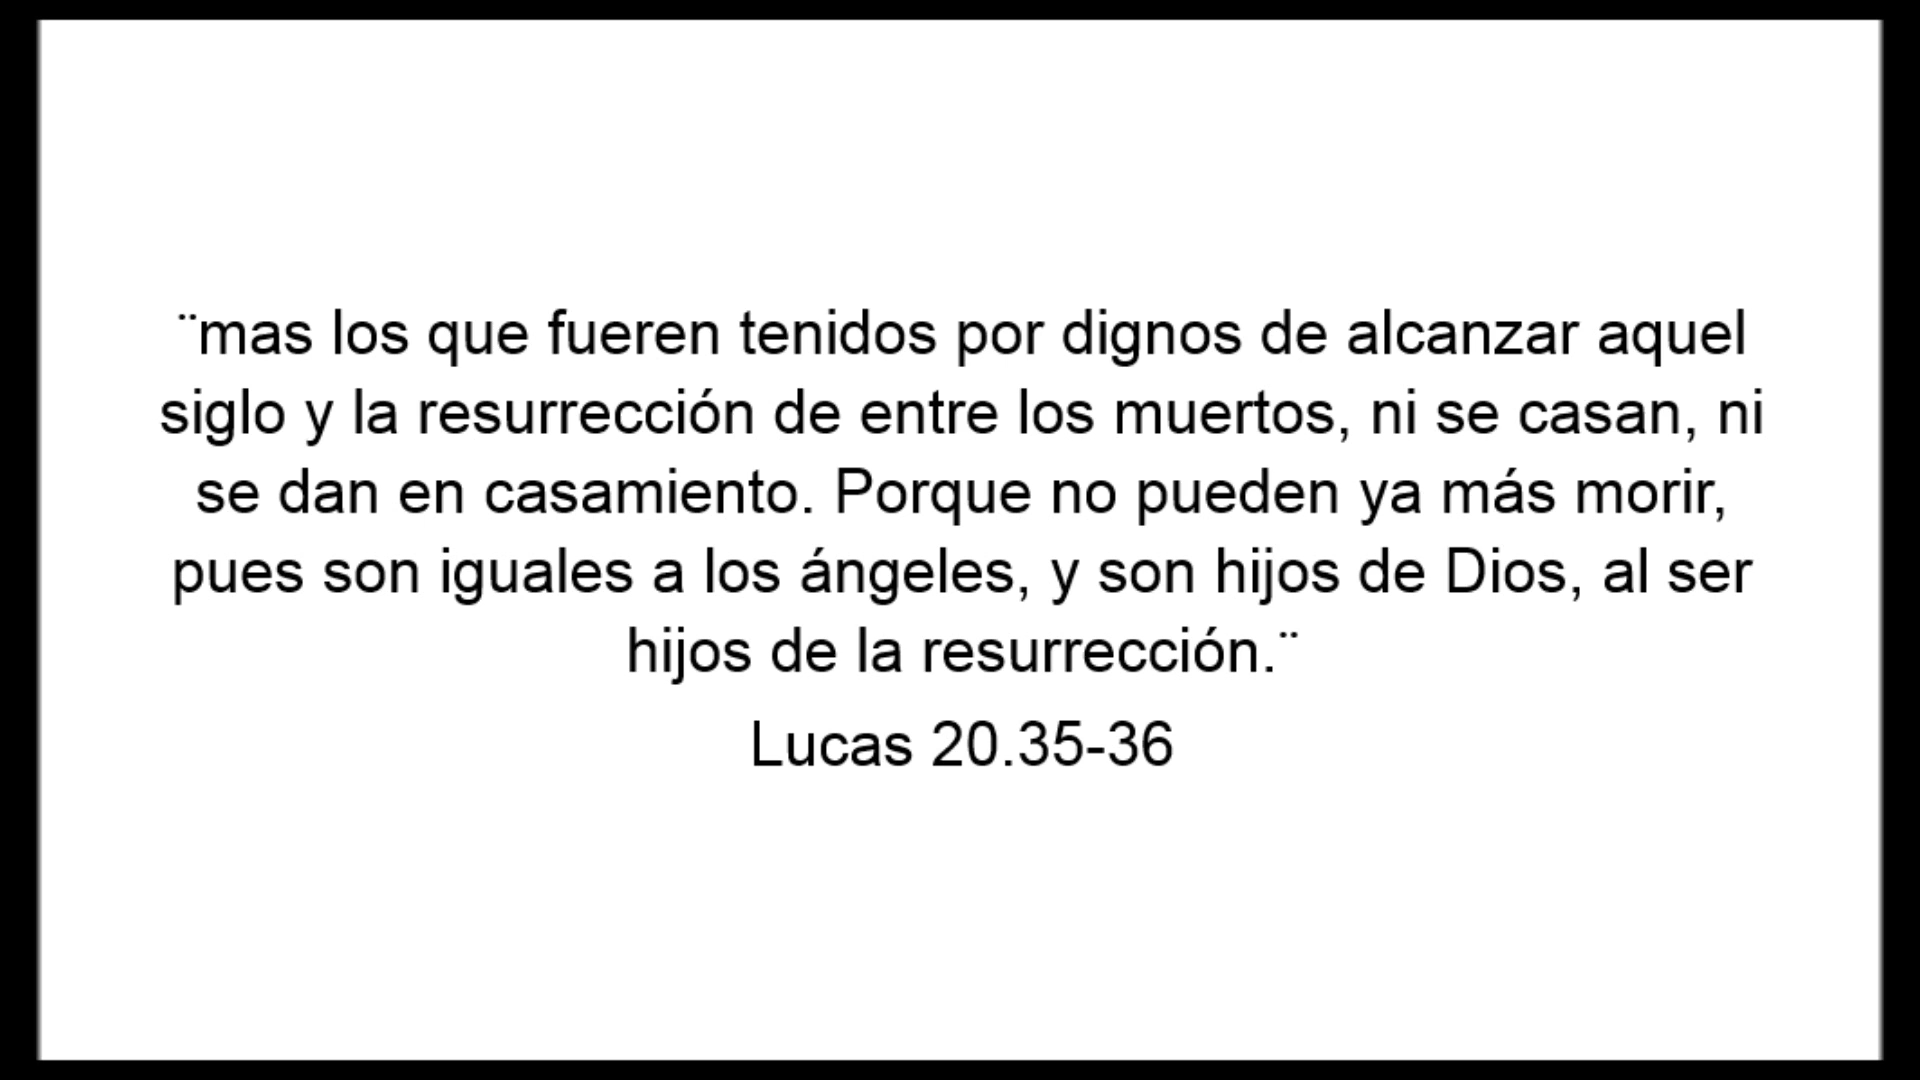 ¨mas los que fueren tenidos por dignos de alcanzar aquel
siglo y la resurrección de entre los muertos, ni se casan, ni
se dan en casamiento. Porque no pueden ya más morir,
pues son iguales a los ángeles, y son hijos de Dios, al ser
hijos de la resurrección.¨
Lucas 20.35-36